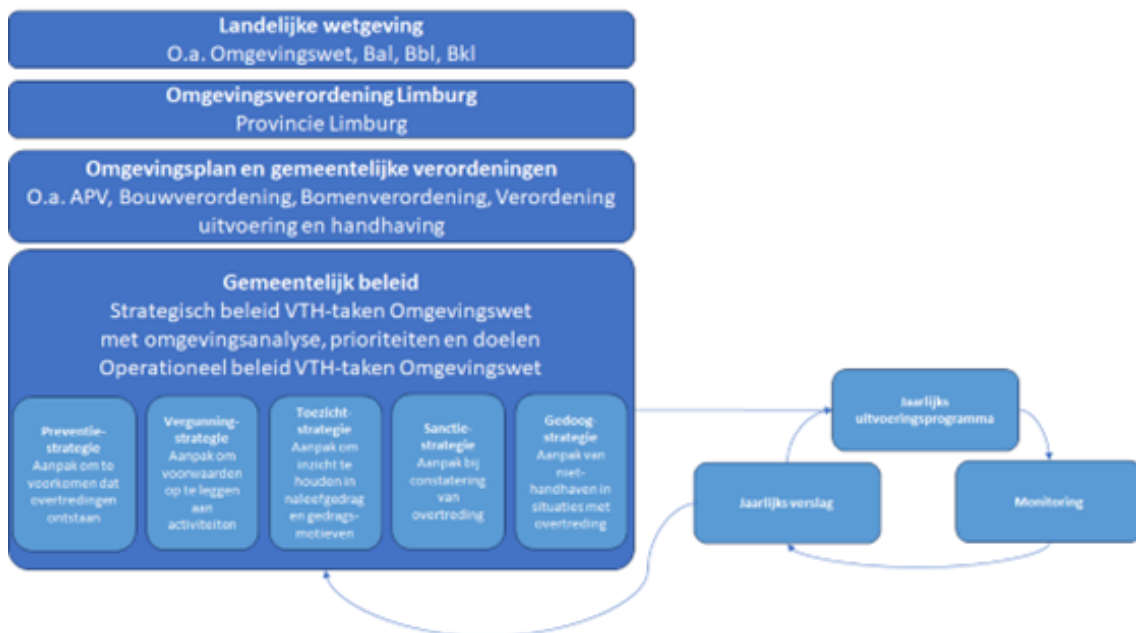 Landelijke wetgeving
O.a. Omgevingswet, Bal, Bbl, Bkl
Omgevingsverordening Limburg
Provincie Limburg
Omgevingsplan en gemeentelijke verordeningen
O.a. APV, Bouwverordening, Bomenverordening, Verordening
uitvoering en handhaving
Gemeentelijk beleid
Strategisch beleid VTH-taken Omgevingswet
met omgevingsanalyse, prioriteiten en doelen
Operationeel beleid VTH-taken Omgevingswet
Preventie-
strategie
Aanpak om te
voorkomen dat
overtredingen
ontstaan
Vergunning-
strategie
Aanpak om
voorwaarden
op te leggen
aan
activiteiten
Toezicht-
strategie
Aanpak om
inzicht te
houden in
naleefgedrag
en gedrags-
motieven
Sanctie-
strategie
Aanpak bij
constatering
van
overtreding
Gedoog-
strategie
Aanpak van
niet-
handhaven in
situaties met
overtreding
Jaarlijks
uitvoeringsprogramma
Jaarlijks verslag
Monitoring